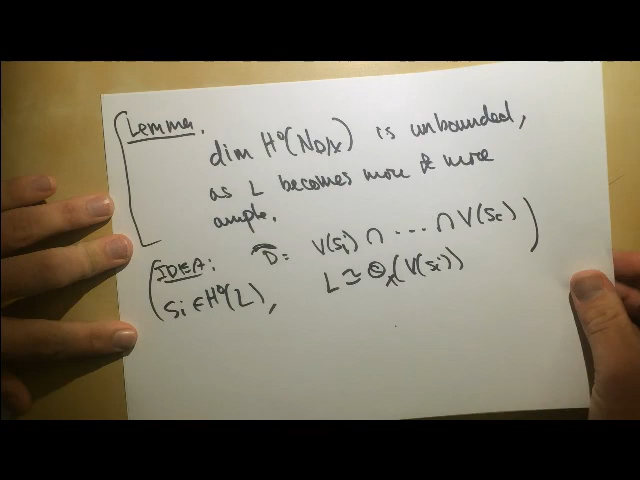 Lemma.
dim H⁰(N_{D/X}) is unbounded,
as L becomes more & more
ample.
IDEA: D = V(s₁) ∩ ··· ∩ V(s_c)
sᵢ ∈ H⁰(L), L ≅ O_X(V(sᵢ))